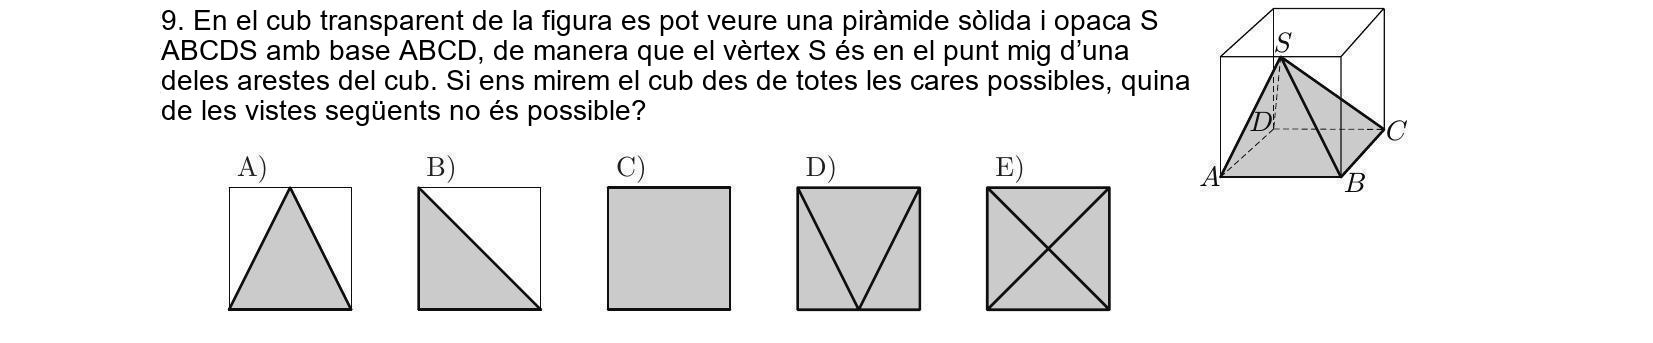 9. En el cub transparent de la figura es pot veure una piràmide sòlida i opaca S
ABCDS amb base ABCD, de manera que el vèrtex S és en el punt mig d’una
deles arestes del cub. Si ens mirem el cub des de totes les cares possibles, quina
de les vistes següents no és possible?
A) B) C) D) E)
S
D
C
A
B